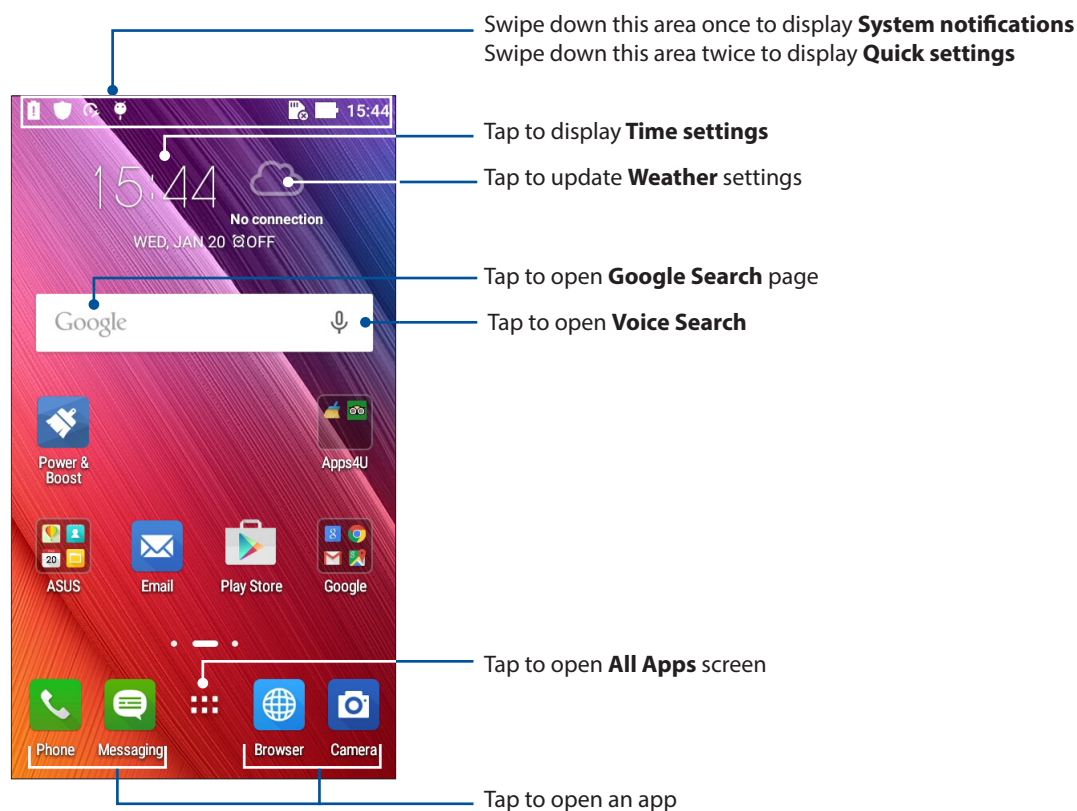 Swipe down this area once to display System notifications
Swipe down this area twice to display Quick settings
15:44
Tap to display Time settings
15:44
Tap to update Weather settings
No connection
WED, JAN 20 OFF
Tap to open Google Search page
Google
Tap to open Voice Search
Power & Boost
Apps4U
20
8
ASUS
Email
Play Store
Google
Tap to open All Apps screen
Phone
Messaging
Browser
Camera
Tap to open an app